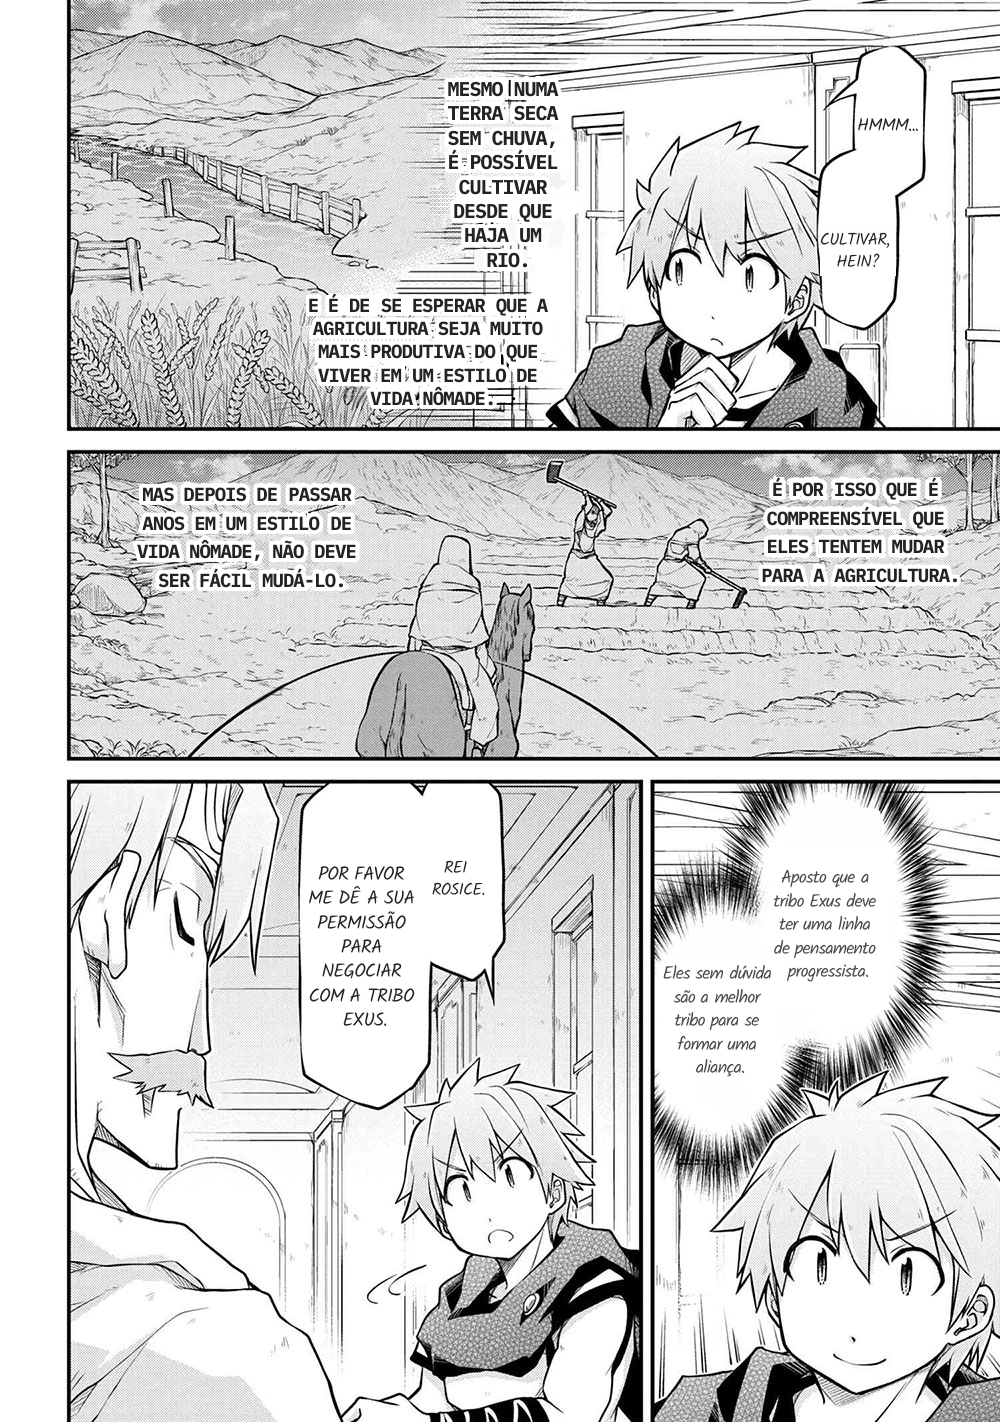 HMMM...
CULTIVAR,
HEIN?
MESMO NUMA
TERRA SECA
SEM CHUVA,
É POSSÍVEL
CULTIVAR
DESDE QUE
HAJA UM
RIO.
E É DE SE ESPERAR QUE A
AGRICULTURA SEJA MUITO
MAIS PRODUTIVA DO QUE
VIVER EM UM ESTILO DE
VIDA NÔMADE.
É POR ISSO QUE É
COMPREENSÍVEL QUE
ELES TENTEM MUDAR
PARA A AGRICULTURA.
MAS DEPOIS DE PASSAR
ANOS EM UM ESTILO DE
VIDA NÔMADE, NÃO DEVE
SER FÁCIL MUDÁ-LO.
Aposto que a
tribo Exus deve
ter uma linha
de pensamento
progressista.
Eles sem dúvida
são a melhor
tribo para se
formar uma
aliança.
REI
ROSICE.
POR FAVOR
ME DÊ A SUA
PERMISSÃO
PARA
NEGOCIAR
COM A TRIBO
EXUS.